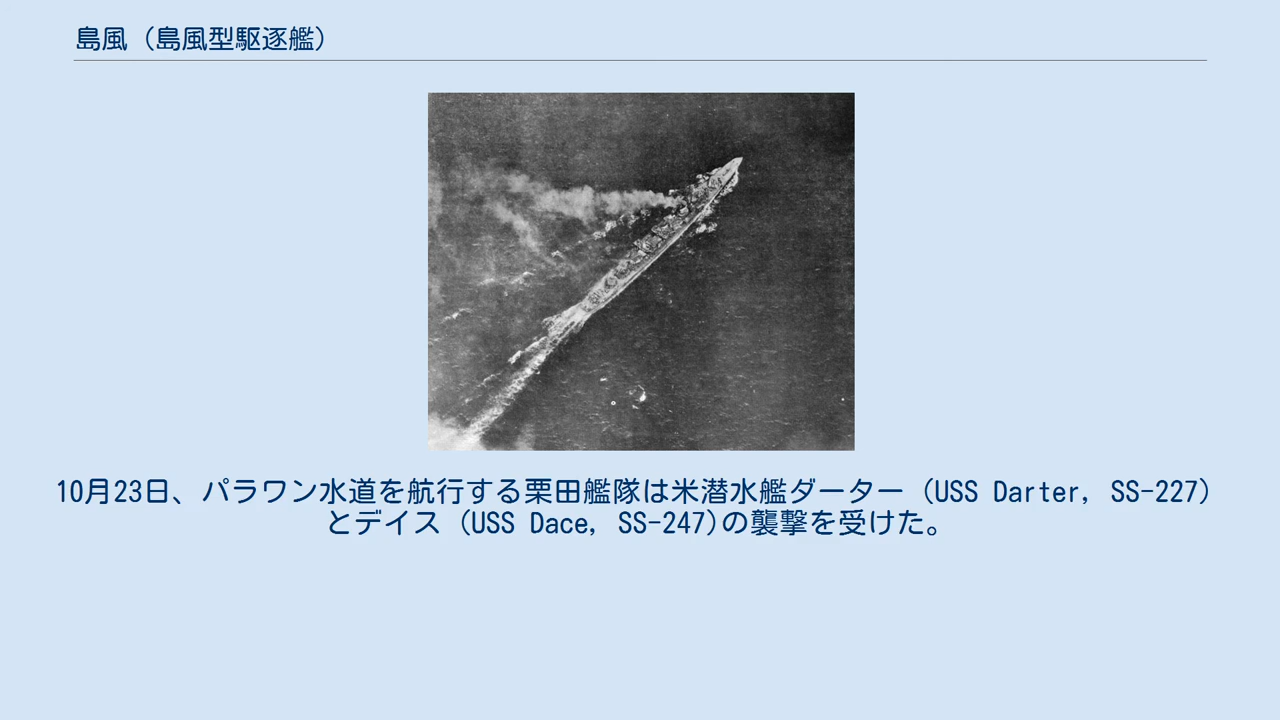 島風（島風型駆逐艦）
10月23日、パラワン水道を航行する栗田艦隊は米潜水艦ダーター（USS Darter, SS-227）
とデイス（USS Dace, SS-247)の襲撃を受けた。